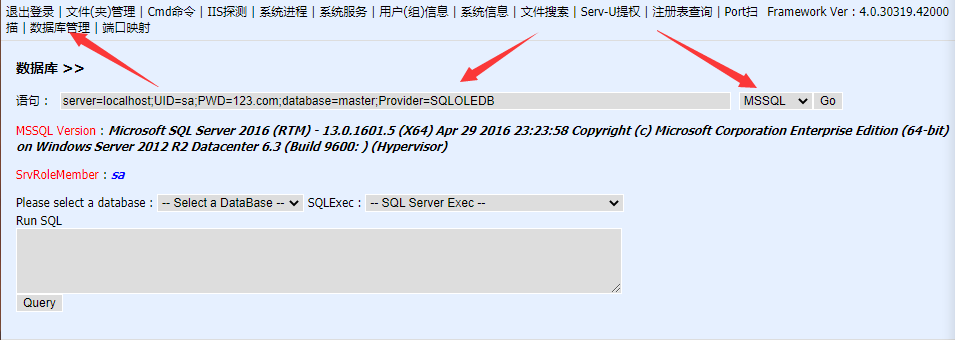 退出登录 | 文件(夹)管理 | Cmd命令 | IIS探测 | 系统进程 | 系统服务 | 用户(组)信息 | 系统信息 | 文件搜索 | Serv-U提权 | 注册表查询 | Port扫 Framework Ver : 4.0.30319.42000
描 | 数据库管理 | 端口映射
数据库 >>
语句 : server=localhost;UID=sa;PWD=123.com;database=master;Provider=SQLOLEDB MSSQL Go
MSSQL Version : Microsoft SQL Server 2016 (RTM) - 13.0.1601.5 (X64) Apr 29 2016 23:23:58 Copyright (c) Microsoft Corporation Enterprise Edition (64-bit)
on Windows Server 2012 R2 Datacenter 6.3 (Build 9600: ) (Hypervisor)
SrvRoleMember : sa
Please select a database : -- Select a DataBase -- SQLExec : -- SQL Server Exec --
Run SQL
Query